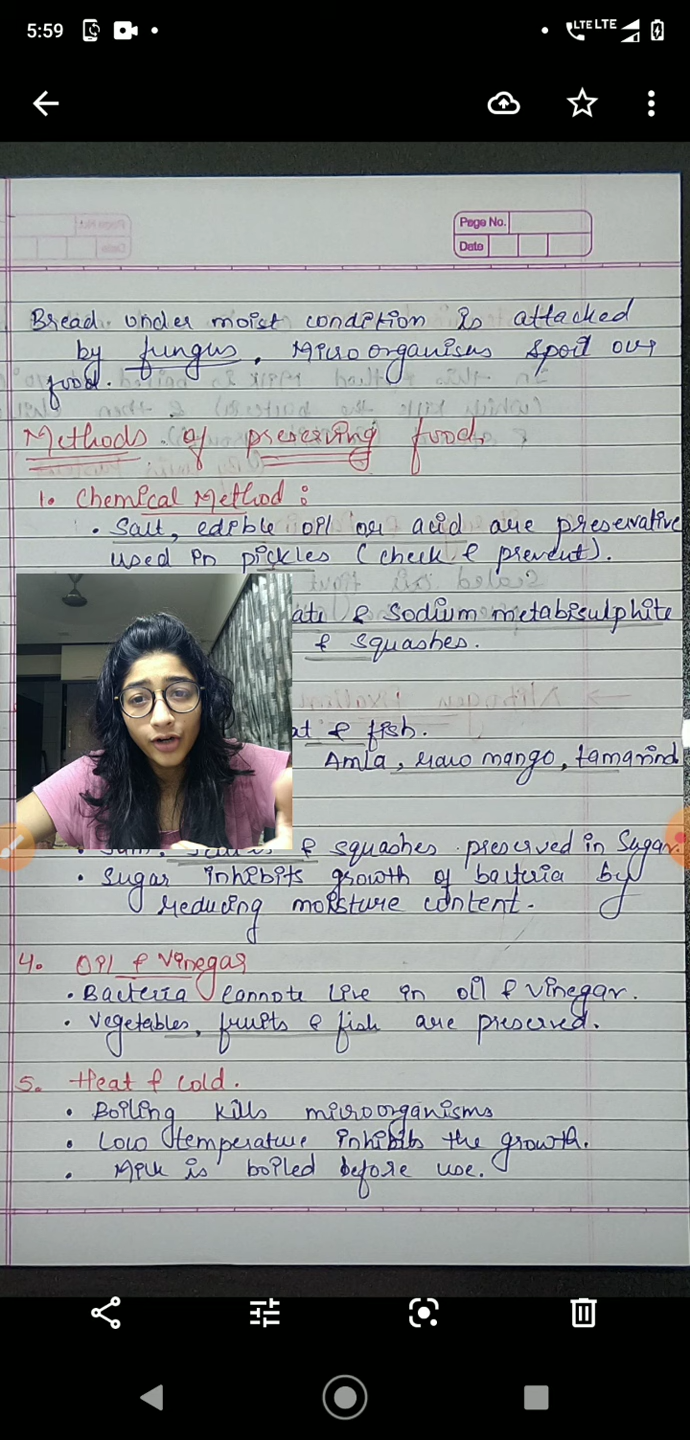 5:59
LTE LTE
Page No.
Date
Bread under moist condition is attacked
by fungus. Microorganisms spoil our
food.
Methods of preserving food.
1. Chemical Method :
• Salt, edible oil or acid are preservative
used in pickles (check & prevent).
ate & Sodium metabisulphite
& squashes.
at & fish.
Amla, raw mango, tamarind
& squashes preserved in Sugar.
• Sugar inhibits growth of bacteria by
reducing moisture content.
4. Oil & Vinegar
• Bacteria cannote live in oil & vinegar.
• Vegetables, fruits & fish are preserved.
5. Heat & cold.
• Boiling kills microorganisms
• Low temperature inhibits the growth.
• Milk is boiled before use.